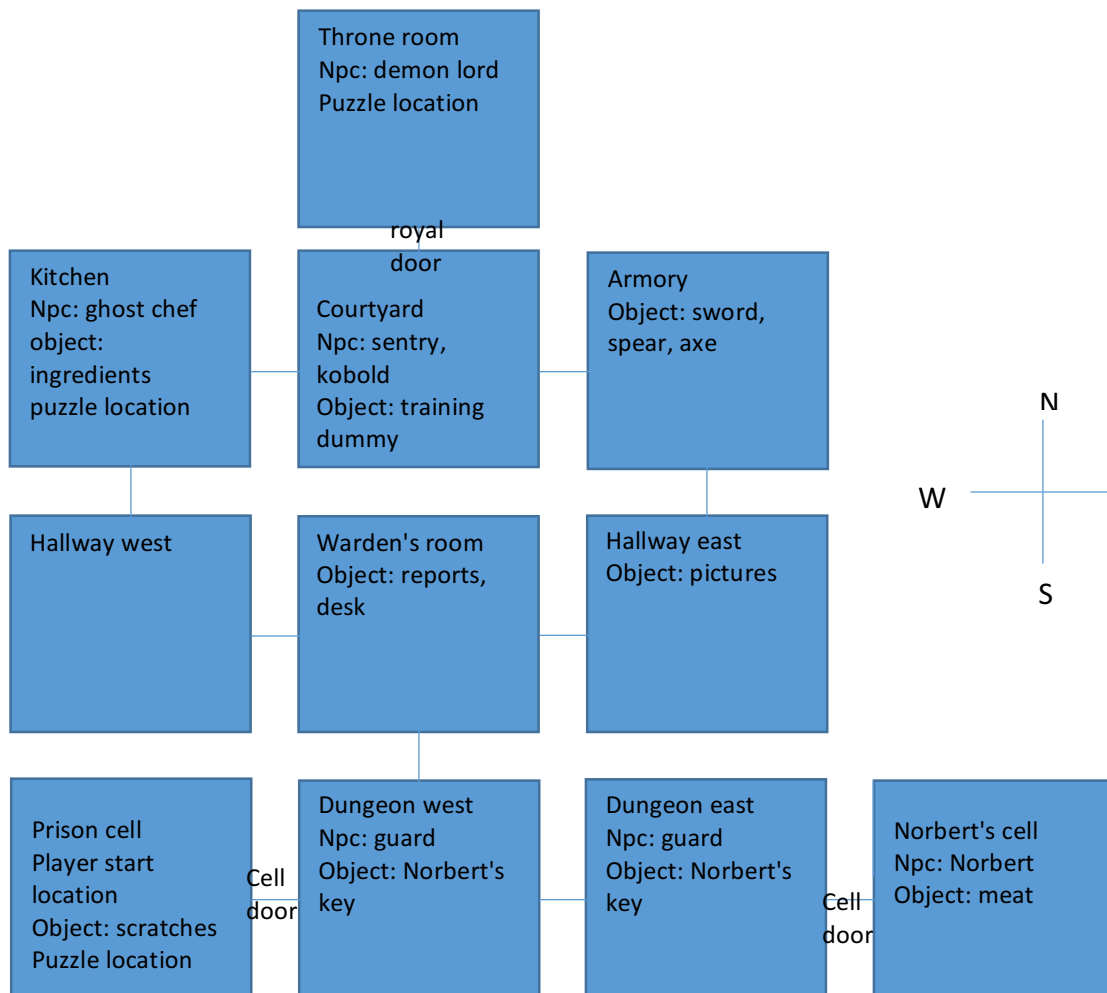 Throne room
Npc: demon lord
Puzzle location
royal
door
Kitchen
Npc: ghost chef
object:
ingredients
puzzle location
Courtyard
Npc: sentry,
kobold
Object: training
dummy
Armory
Object: sword,
spear, axe
N
W
S
Hallway west
Warden's room
Object: reports,
desk
Hallway east
Object: pictures
Prison cell
Player start
location
Object: scratches
Puzzle location
Cell
door
Dungeon west
Npc: guard
Object: Norbert's
key
Dungeon east
Npc: guard
Object: Norbert's
key
Cell
door
Norbert's cell
Npc: Norbert
Object: meat